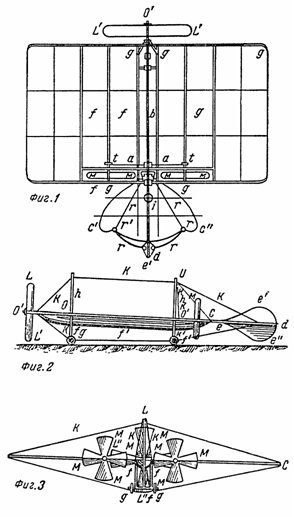 O'
L' L'
g g g
f f b g
t a a t
м м м м
f g i
r r' r r
c' c''
r r
e' d
Фиг.1
L K U
K h h M K e'
O' O O' C d
L' f g f' K' f' e e''
Фиг.2
L
K K
M L'' K K M
M f M C
M M
g L'' f g
Фиг.3